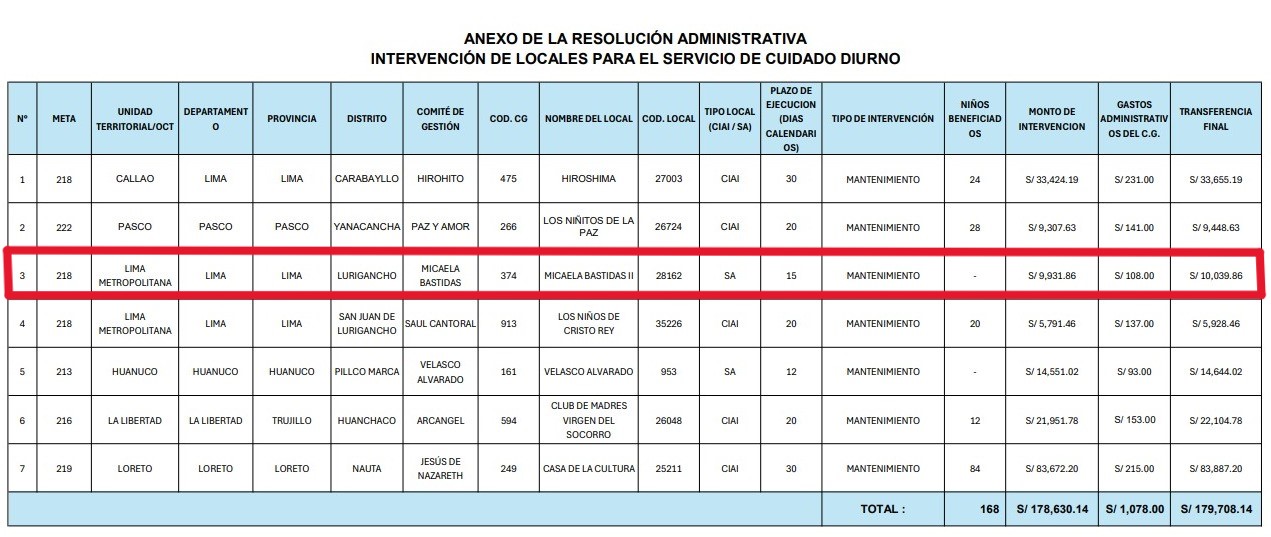 ANEXO DE LA RESOLUCIÓN ADMINISTRATIVA
INTERVENCIÓN DE LOCALES PARA EL SERVICIO DE CUIDADO DIURNO
Nº META UNIDAD TERRITORIAL/OCT DEPARTAMENTO PROVINCIA DISTRITO COMITÉ DE GESTIÓN COD. CG NOMBRE DEL LOCAL COD. LOCAL TIPO LOCAL (CIAI / SA) PLAZO DE EJECUCION (DIAS CALENDARIOS) TIPO DE INTERVENCIÓN NIÑOS BENEFICIADOS MONTO DE INTERVENCION GASTOS ADMINISTRATIVOS DEL C.G. TRANSFERENCIA FINAL
1 218 CALLAO LIMA LIMA CARABAYLLO HIROHITO 475 HIROSHIMA 27003 CIAI 30 MANTENIMIENTO 24 S/ 33,424.19 S/ 231.00 S/ 33,655.19
2 222 PASCO PASCO PASCO YANACANCHA PAZ Y AMOR 266 LOS NIÑITOS DE LA PAZ 26724 CIAI 20 MANTENIMIENTO 28 S/ 9,307.63 S/ 141.00 S/ 9,448.63
3 218 LIMA METROPOLITANA LIMA LIMA LURIGANCHO MICAELA BASTIDAS 374 MICAELA BASTIDAS II 28162 SA 15 MANTENIMIENTO - S/ 9,931.86 S/ 108.00 S/ 10,039.86
4 218 LIMA METROPOLITANA LIMA LIMA SAN JUAN DE LURIGANCHO SAUL CANTORAL 913 LOS NIÑOS DE CRISTO REY 35226 CIAI 20 MANTENIMIENTO 20 S/ 5,791.46 S/ 137.00 S/ 5,928.46
5 213 HUANUCO HUANUCO HUANUCO PILLCO MARCA VELASCO ALVARADO 161 VELASCO ALVARADO 953 SA 12 MANTENIMIENTO - S/ 14,551.02 S/ 93.00 S/ 14,644.02
6 216 LA LIBERTAD LA LIBERTAD TRUJILLO HUANCHACO ARCANGEL 594 CLUB DE MADRES VIRGEN DEL SOCORRO 26048 CIAI 20 MANTENIMIENTO 12 S/ 21,951.78 S/ 153.00 S/ 22,104.78
7 219 LORETO LORETO LORETO NAUTA JESÚS DE NAZARETH 249 CASA DE LA CULTURA 25211 CIAI 30 MANTENIMIENTO 84 S/ 83,672.20 S/ 215.00 S/ 83,887.20
TOTAL : 168 S/ 178,630.14 S/ 1,078.00 S/ 179,708.14